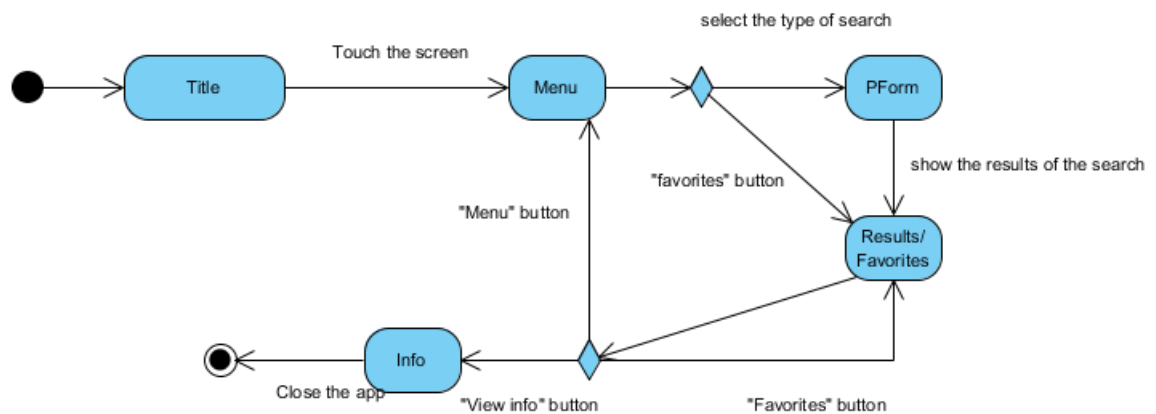 select the type of search
Touch the screen
Title
Menu
PForm
show the results of the search
"favorites" button
"Menu" button
Results/
Favorites
Info
Close the app
"View info" button
"Favorites" button